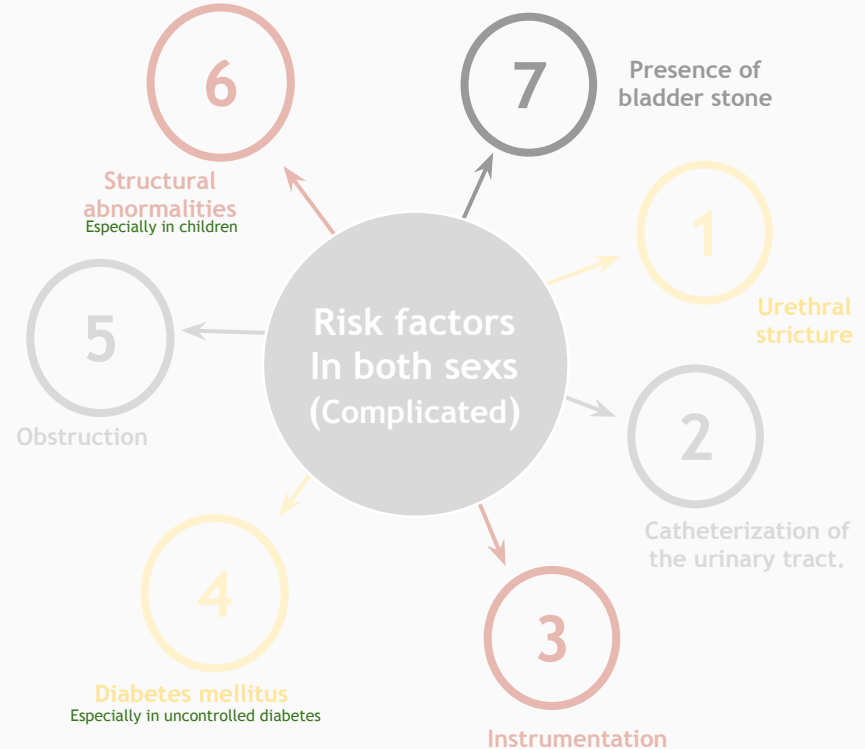 Risk factors
In both sexs
(Complicated)
1
Urethral
stricture
2
Catheterization of
the urinary tract.
3
Instrumentation
4
Diabetes mellitus
Especially in uncontrolled diabetes
5
Obstruction
6
Structural
abnormalities
Especially in children
7
Presence of
bladder stone